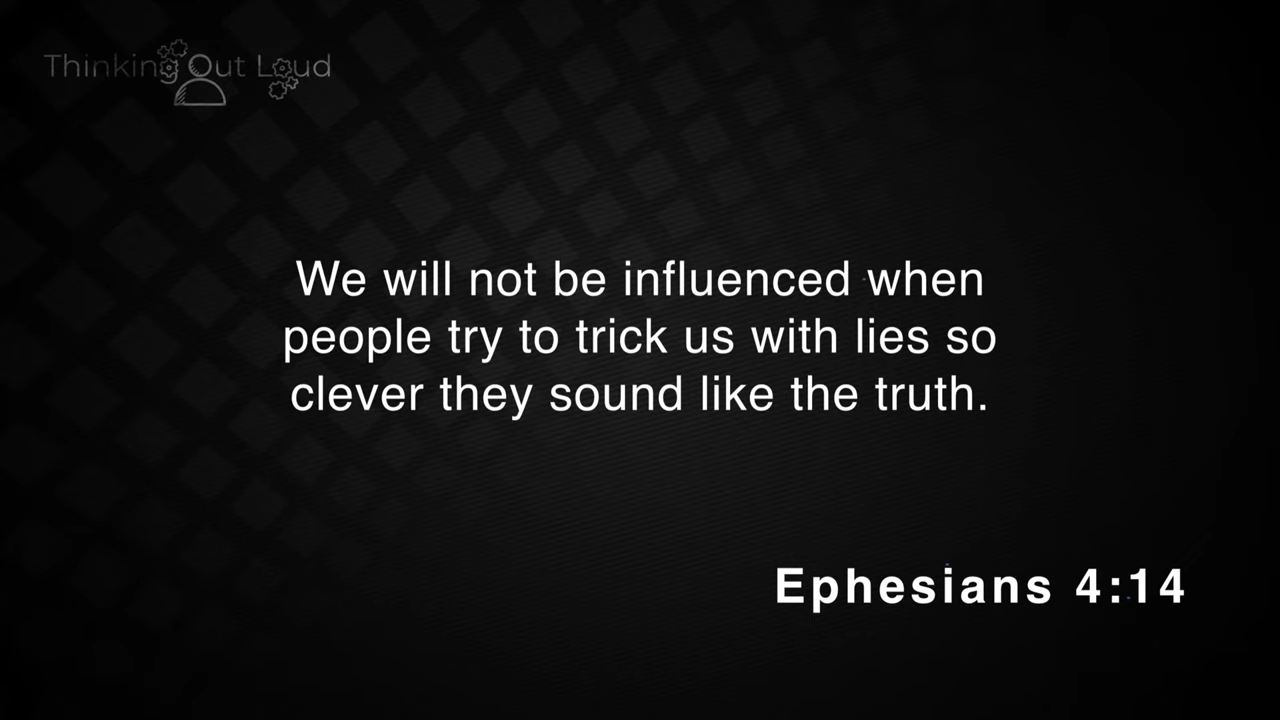 Thinking Out Loud
We will not be influenced when
people try to trick us with lies so
clever they sound like the truth.
Ephesians 4:14